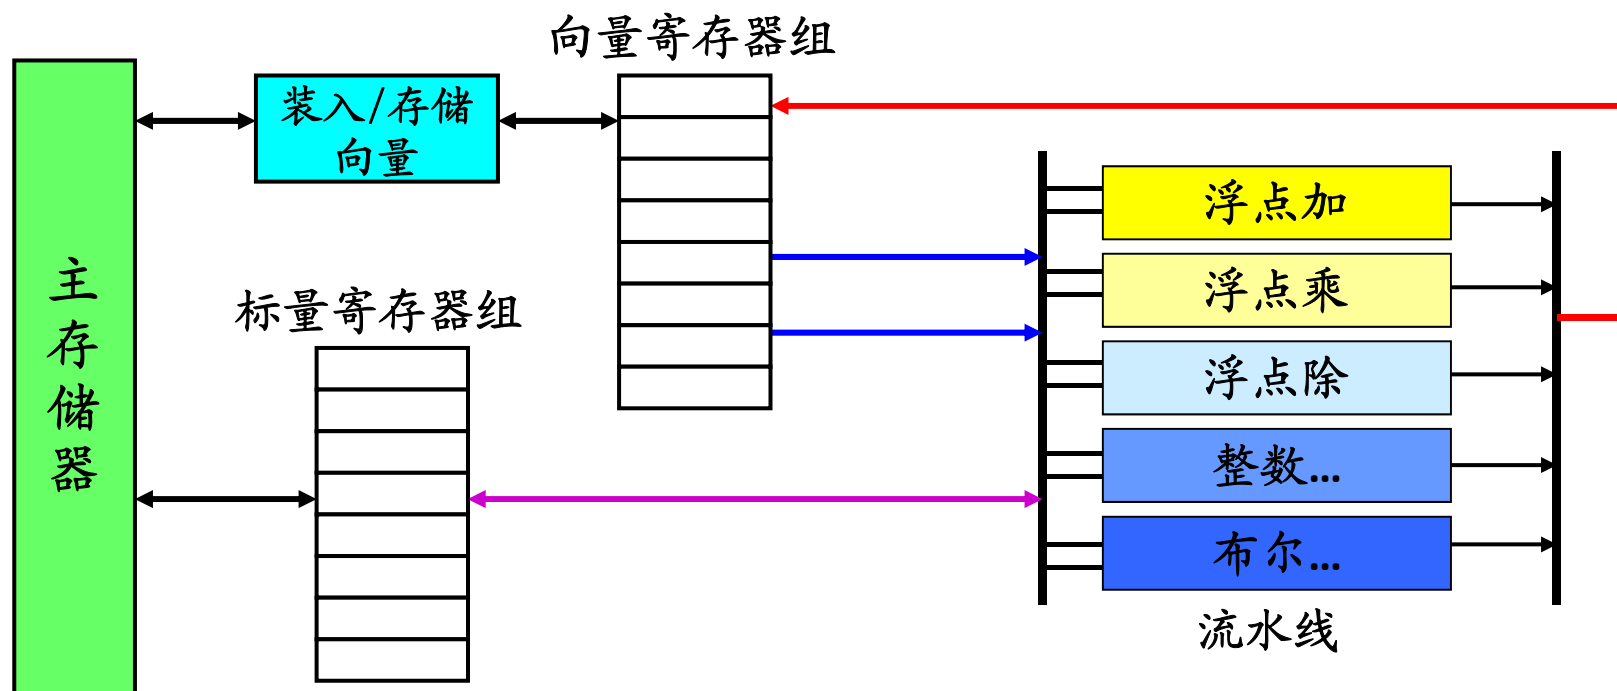 向量寄存器组
装入/存储
向量
主存储器
标量寄存器组
浮点加
浮点乘
浮点除
整数...
布尔...
流水线